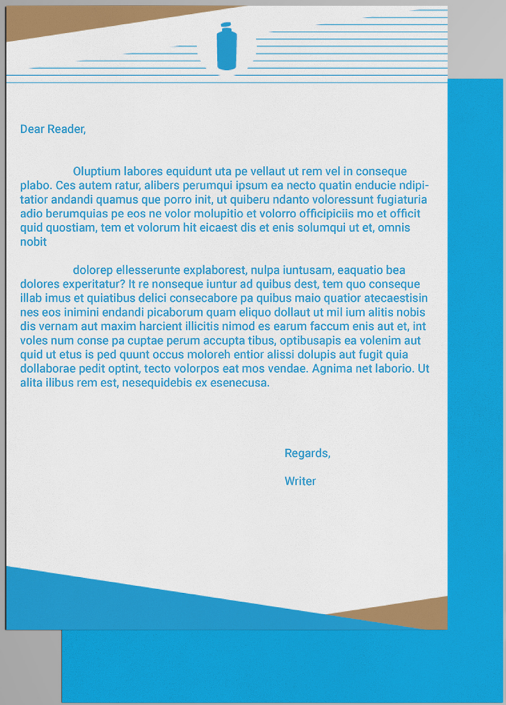 Dear Reader,
Oluptium labores equidunt uta pe vellaut ut rem vel in conseque
plabo. Ces autem ratur, alibers perumqui ipsum ea necto quatin enducie ndipi-
tatior andandi quamus que porro init, ut quiberu ndanto voloressunt fugiaturia
adio berumquias pe eos ne volor molupitio et volorro officipiciis mo et officit
quid quostiam, tem et volorum hit eicaest dis et enis solumqui ut et, omnis
nobit
dolorep ellesserunte explaborest, nulpa iuntusam, eaquatio bea
dolores experitatur? It re nonseque iuntur ad quibus dest, tem quo conseque
illab imus et quiatibus delici consecabore pa quibus maio quatior atecaestisin
nes eos inimini endandi picaborum quam eliquo dollaut ut mil ium alitis nobis
dis vernam aut maxim harcient illicitis nimod es earum faccum enis aut et, int
voles num conse pa cuptae perum accupta tibus, optibusapis ea volenim aut
quid ut etus is ped qunt occus moloreh entior alissi dolupis aut fugit quia
dollaborae pedit optint, tecto volorpos eat mos vendae. Agnima net laborio. Ut
alita ilibus rem est, nesequidebis ex esenecusa.
Regards,
Writer